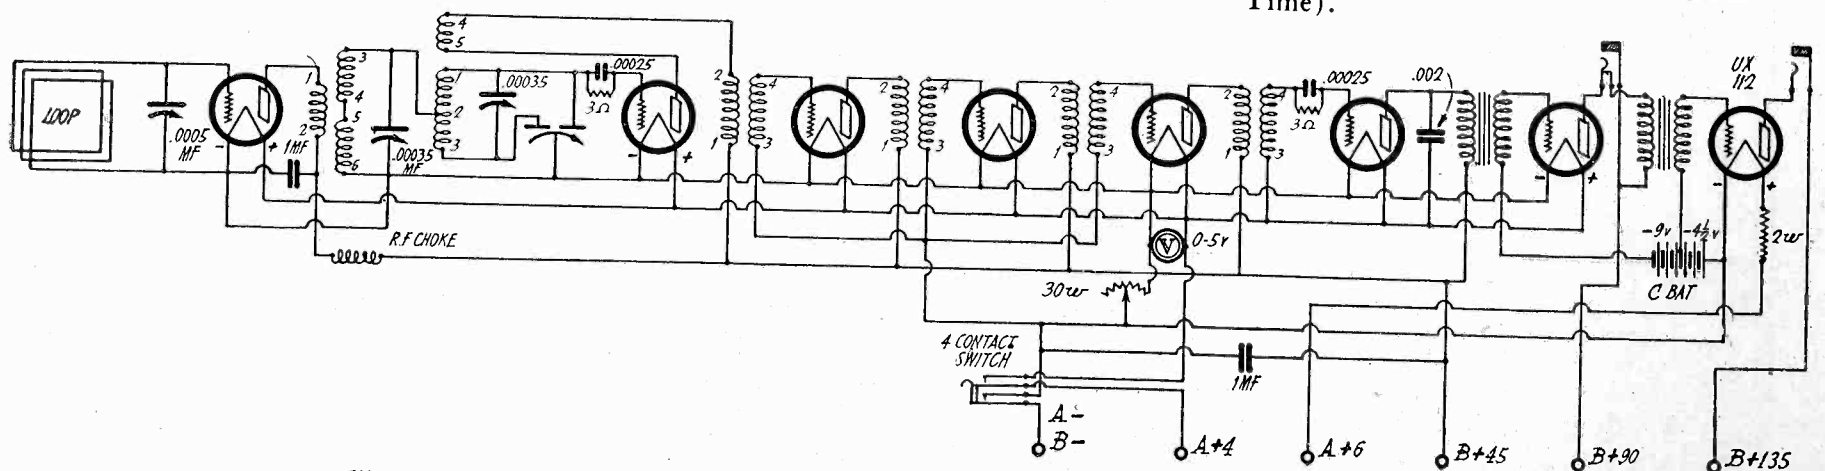 Time).
LOOP
.0005
MF
-
+
1MF
1
2
3
4
5
6
.00035
MF
R.F CHOKE
4
5
1
2
3
.00035
.00025
3Ω
-
+
2
1
4
3
2
1
4
3
2
1
4
3
V
0-5V
30w
2
1
4
3
.00025
3Ω
.002
-
+
UX
112
-
+
2w
-9v
-4½v
C BAT
4 CONTACT
SWITCH
1MF
A-
B-
A+4
A+6
B+45
B+90
B+135